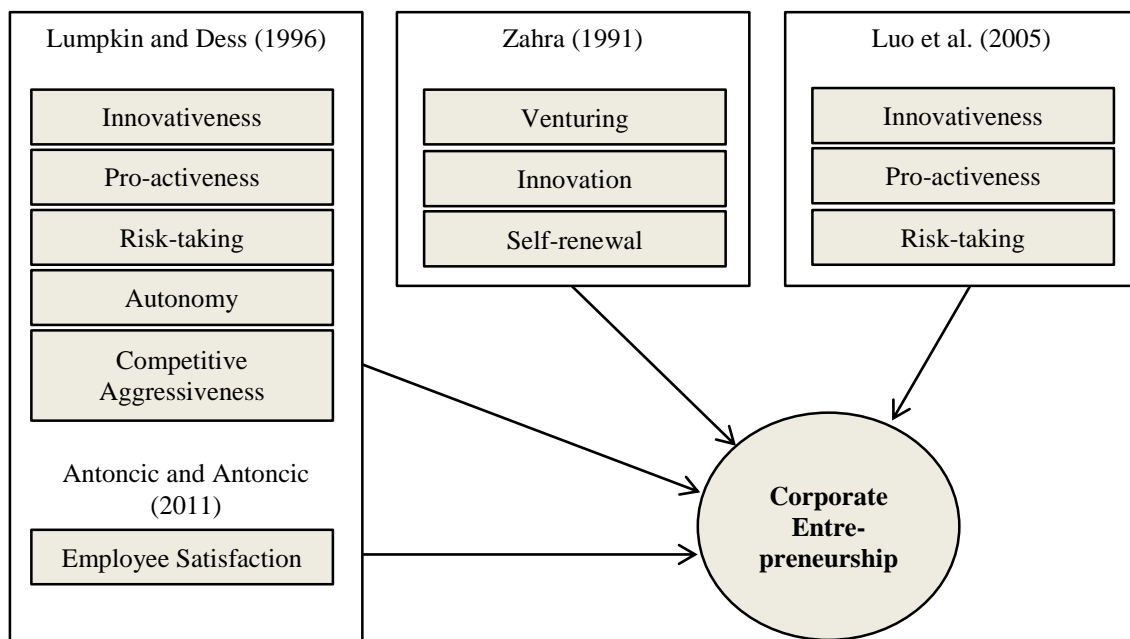 Lumpkin and Dess (1996)
Innovativeness
Pro-activeness
Risk-taking
Autonomy
Competitive
Aggressiveness
Antoncic and Antoncic
(2011)
Employee Satisfaction
Zahra (1991)
Venturing
Innovation
Self-renewal
Luo et al. (2005)
Innovativeness
Pro-activeness
Risk-taking
Corporate
Entre-
preneurship